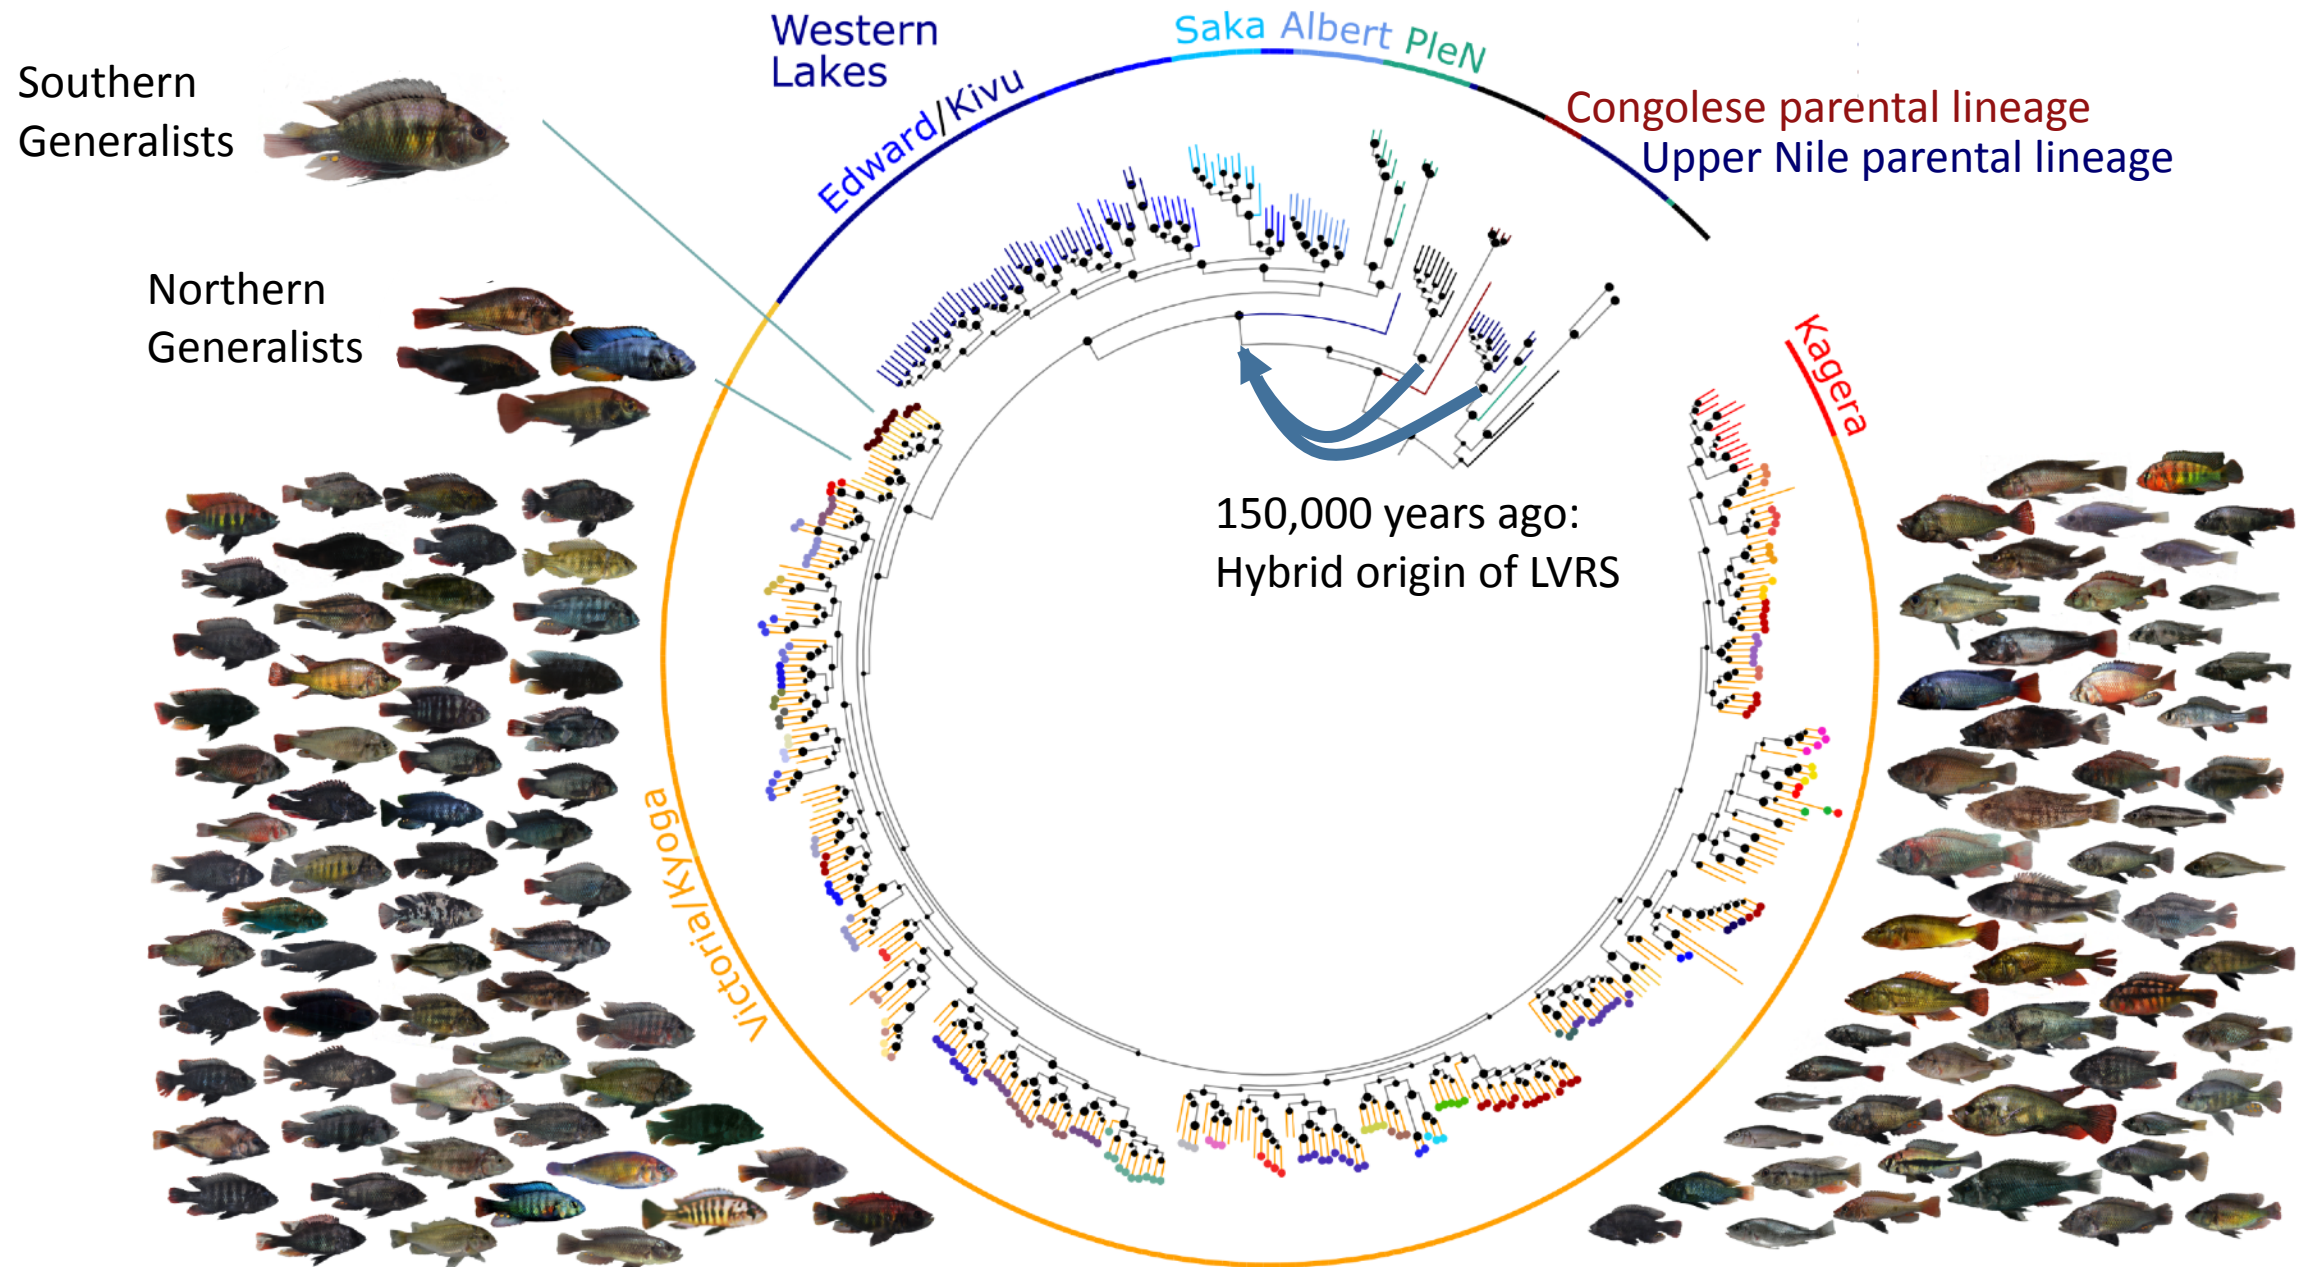 Western
Lakes
Saka
Albert
PleN
Southern
Generalists
Edward/Kivu
Congolese parental lineage
Upper Nile parental lineage
Northern
Generalists
Kagera
150,000 years ago:
Hybrid origin of LVRS
Victoria/Kyoga